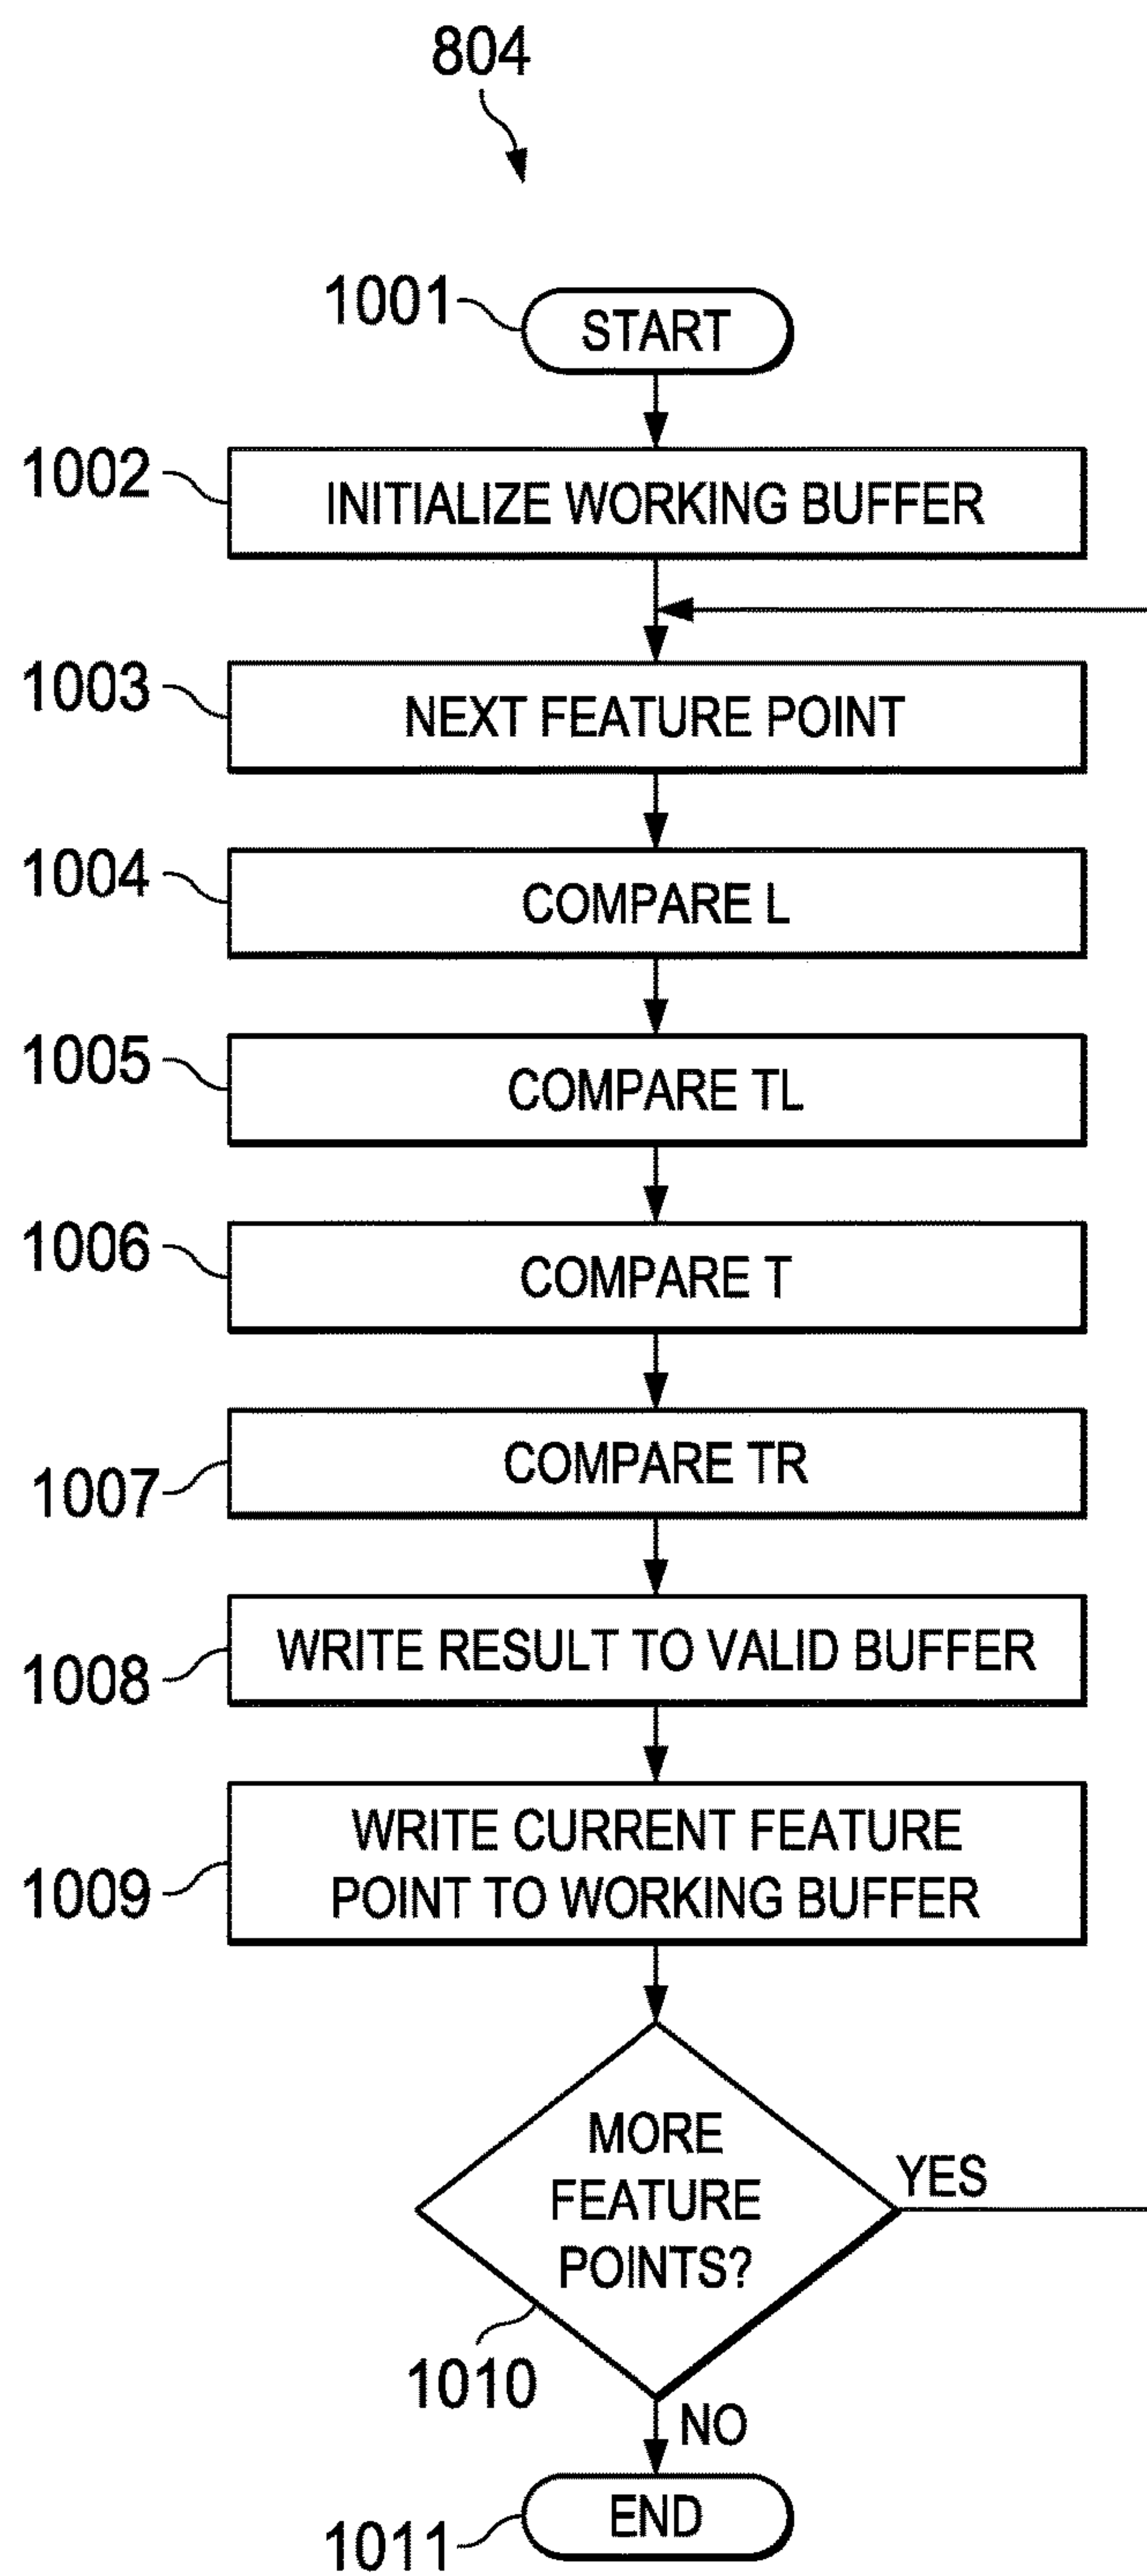 804
1001
START
1002
INITIALIZE WORKING BUFFER
1003
NEXT FEATURE POINT
1004
COMPARE L
1005
COMPARE TL
1006
COMPARE T
1007
COMPARE TR
1008
WRITE RESULT TO VALID BUFFER
1009
WRITE CURRENT FEATURE
POINT TO WORKING BUFFER
MORE
FEATURE
POINTS?
YES
1010
NO
1011
END